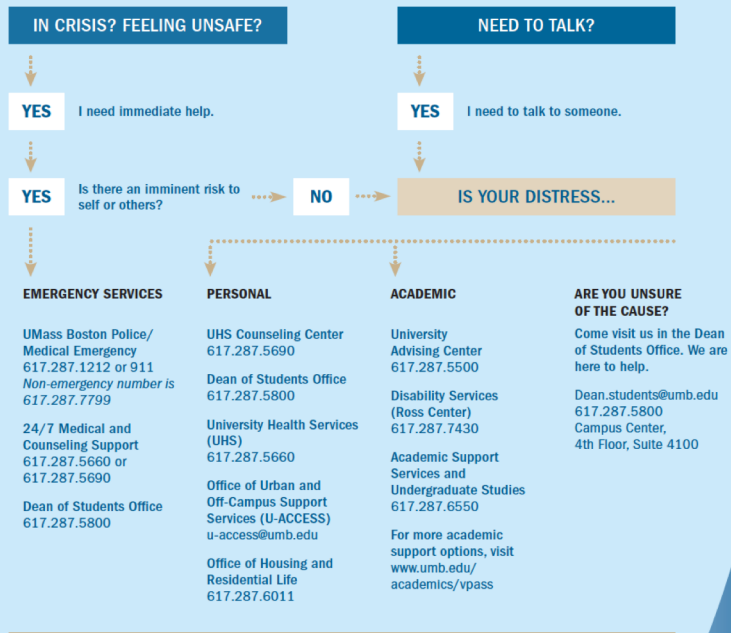 IN CRISIS? FEELING UNSAFE?
NEED TO TALK?
YES
I need immediate help.
YES
I need to talk to someone.
YES
Is there an imminent risk to
self or others?
NO
IS YOUR DISTRESS...
EMERGENCY SERVICES
UMass Boston Police/
Medical Emergency
617.287.1212 or 911
Non-emergency number is
617.287.7799
24/7 Medical and
Counseling Support
617.287.5660 or
617.287.5690
Dean of Students Office
617.287.5800
PERSONAL
UHS Counseling Center
617.287.5690
Dean of Students Office
617.287.5800
University Health Services
(UHS)
617.287.5660
Office of Urban and
Off-Campus Support
Services (U-ACCESS)
u-access@umb.edu
Office of Housing and
Residential Life
617.287.6011
ACADEMIC
University
Advising Center
617.287.5500
Disability Services
(Ross Center)
617.287.7430
Academic Support
Services and
Undergraduate Studies
617.287.6550
For more academic
support options, visit
www.umb.edu/
academics/vpass
ARE YOU UNSURE
OF THE CAUSE?
Come visit us in the Dean
of Students Office. We are
here to help.
Dean.students@umb.edu
617.287.5800
Campus Center,
4th Floor, Suite 4100